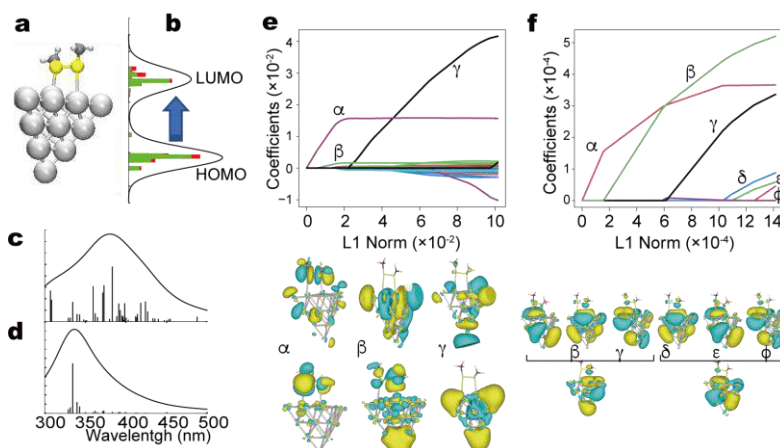 a
b
LUMO
HOMO
c
d
300
350
400
450
500
Wavelentgh (nm)
e
Coefficients (×10⁻²)
4
3
2
1
0
−1
α
β
γ
0
2
4
6
8
10
L1 Norm (×10⁻²)
α
β
γ
f
Coefficients (×10⁻⁴)
5
4
3
2
1
0
α
β
γ
δ
ε
ϕ
0
2
4
6
8
10
12
14
L1 Norm (×10⁻⁴)
β
γ
δ
ε
ϕ